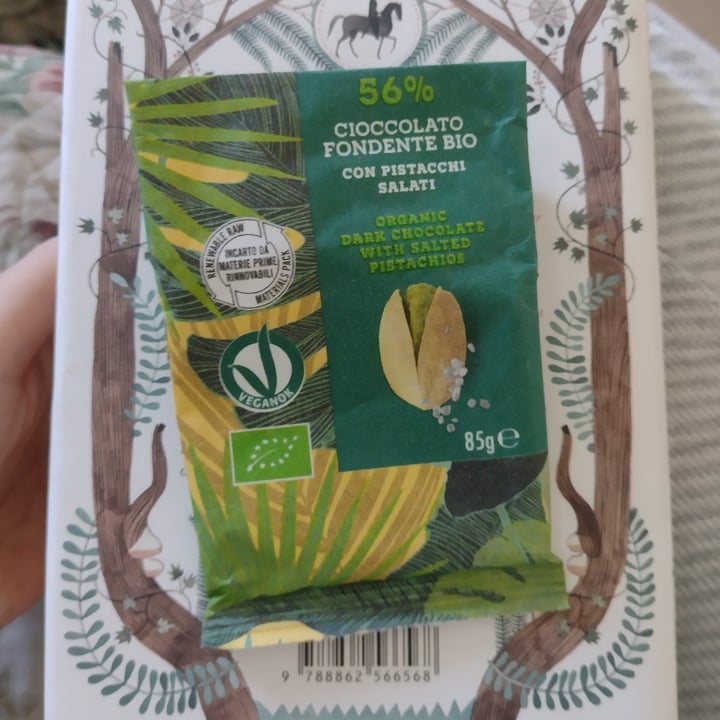 56%
CIOCCOLATO
FONDENTE BIO
CON PISTACCHI
SALATI
ORGANIC
DARK CHOCOLATE
WITH SALTED
PISTACHIOS
RENEWABLE RAW
INCARTO DA
MATERIE PRIME
RINNOVABILI
MATERIALS PACK
VEGANOK
85g ℮
9 788862 566568